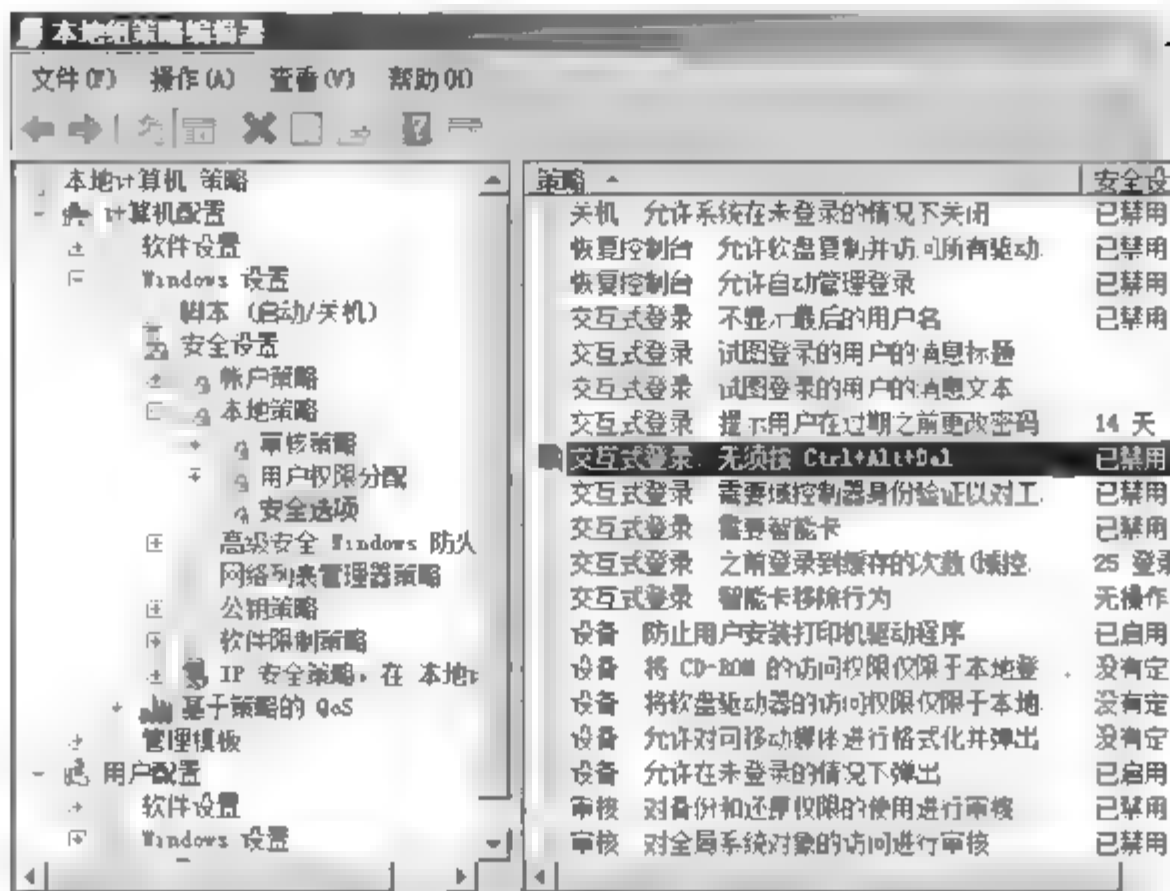 本地组策略编辑器
文件(F) 操作(A) 查看(V) 帮助(H)
本地计算机 策略
计算机配置
软件设置
Windows 设置
脚本 (启动/关机)
安全设置
帐户策略
本地策略
审核策略
用户权限分配
安全选项
高级安全 Windows 防火
网络列表管理器策略
公钥策略
软件限制策略
IP 安全策略，在 本地
基于策略的 QoS
管理模板
用户配置
软件设置
Windows 设置
策略 安全设
关机 允许系统在未登录的情况下关闭 已禁用
恢复控制台 允许软盘复制并访问所有驱动 已禁用
恢复控制台 允许自动管理登录 已禁用
交互式登录 不显示最后的用户名 已禁用
交互式登录 试图登录的用户的消息标题
交互式登录 试图登录的用户的消息文本
交互式登录 提示用户在过期之前更改密码 14 天
交互式登录 无须按 Ctrl+Alt+Del 已禁用
交互式登录 需要域控制器身份验证以对工 已禁用
交互式登录 需要智能卡 已禁用
交互式登录 之前登录到缓存的次数(域控 25 登录
交互式登录 智能卡移除行为 无操作
设备 防止用户安装打印机驱动程序 已启用
设备 将 CD-ROM 的访问权限仅限于本地登 没有定
设备 将软盘驱动器的访问权限仅限于本地 没有定
设备 允许对可移动媒体进行格式化并弹出 没有定
设备 允许在未登录的情况下弹出 已启用
审核 对备份和还原权限的使用进行审核 已禁用
审核 对全局系统对象的访问进行审核 已禁用